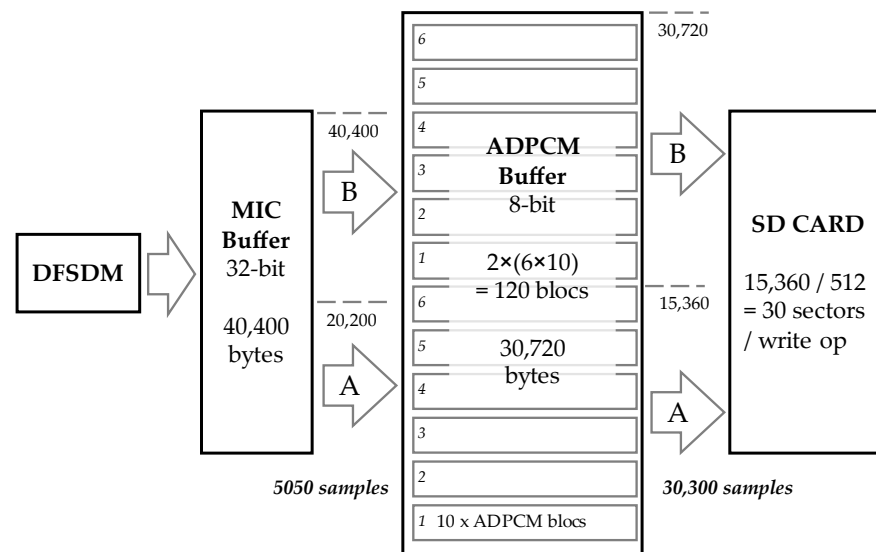 DFSDM
MIC
Buffer
32-bit
40,400
bytes
40,400
B
20,200
A
5050 samples
6
5
4
3
2
1
6
5
4
3
2
1 10 x ADPCM blocs
ADPCM
Buffer
8-bit
2×(6×10)
= 120 blocs
30,720
bytes
30,720
B
15,360
A
30,300 samples
SD CARD
15,360 / 512
= 30 sectors
/ write op